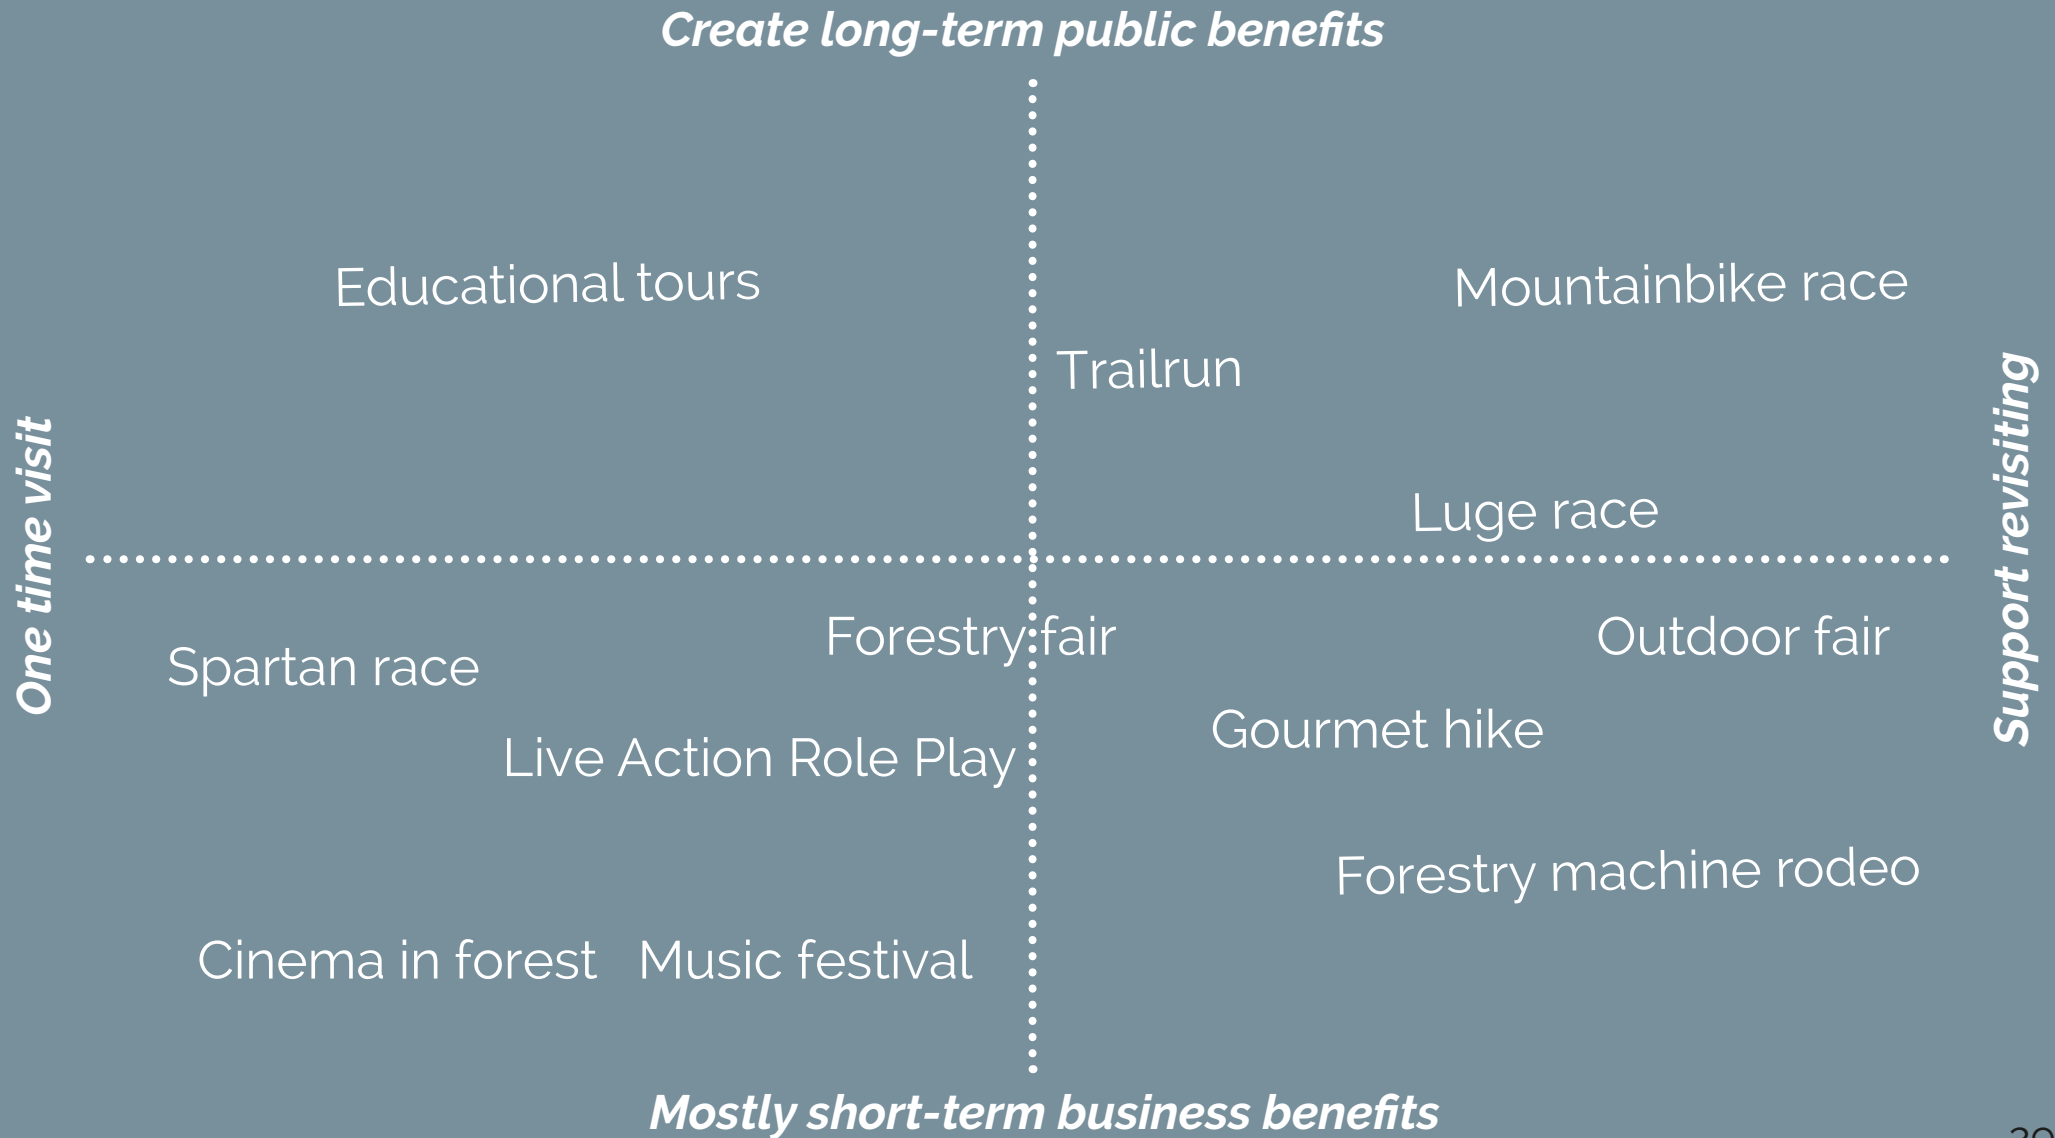 Create long-term public benefits
Educational tours
Mountainbike race
Trailrun
One time visit
Support revisiting
Luge race
Forestry fair
Outdoor fair
Spartan race
Gourmet hike
Live Action Role Play
Forestry machine rodeo
Cinema in forest
Music festival
Mostly short-term business benefits